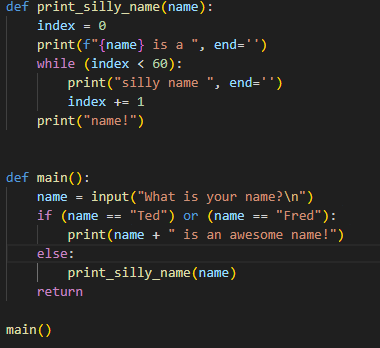 def print_silly_name(name):
    index = 0
    print(f"{name} is a ", end='')
    while (index < 60):
        print("silly name ", end='')
        index += 1
    print("name!")
def main():
    name = input("What is your name?\n")
    if (name == "Ted") or (name == "Fred"):
        print(name + " is an awesome name!")
    else:
        print_silly_name(name)
    return
main()